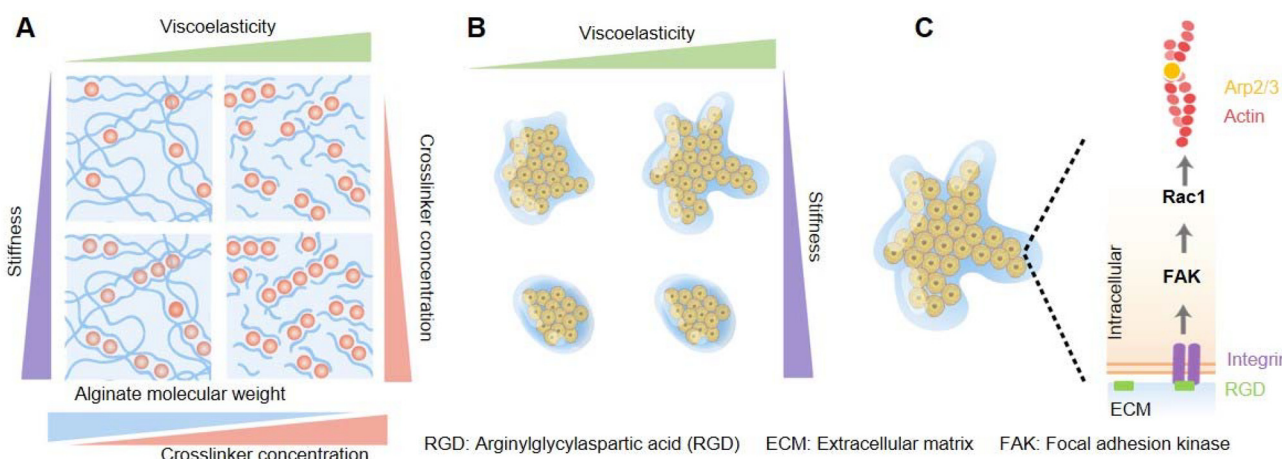 A
Viscoelasticity
Stiffness
Crosslinker concentration
Alginate molecular weight
Crosslinker concentration
B
Viscoelasticity
Stiffness
C
Arp2/3
Actin
Rac1
FAK
Intracellular
Integrin
RGD
ECM
RGD: Arginylglycylaspartic acid (RGD) ECM: Extracellular matrix FAK: Focal adhesion kinase